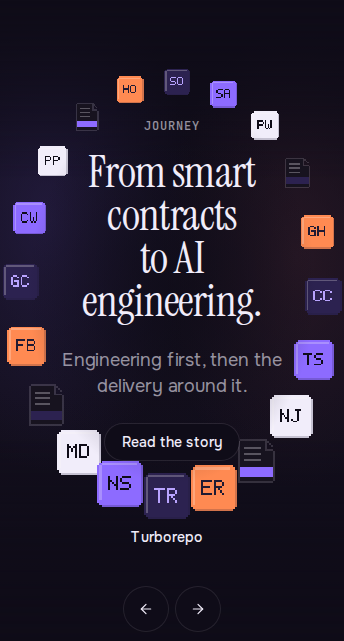 SO
HO
SA
PW
JOURNEY
PP
From smart
contracts
to AI
engineering.
CW
GH
GC
CC
FB
TS
Engineering first, then the
delivery around it.
NJ
Read the story
MD
NS
TR
ER
Turborepo